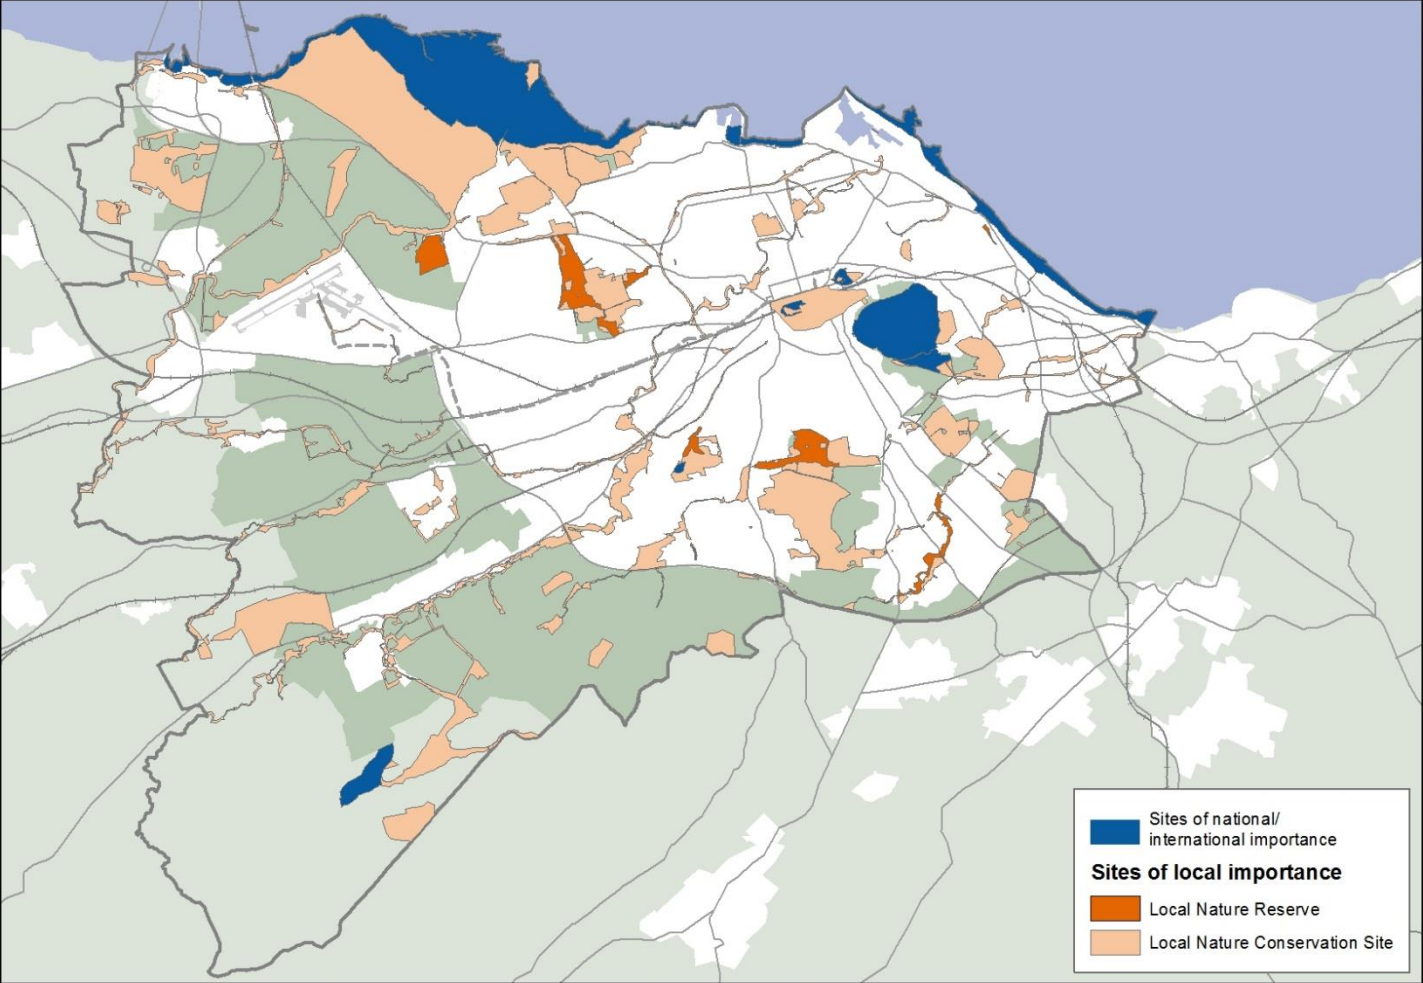 Sites of national/
international importance
Sites of local importance
Local Nature Reserve
Local Nature Conservation Site